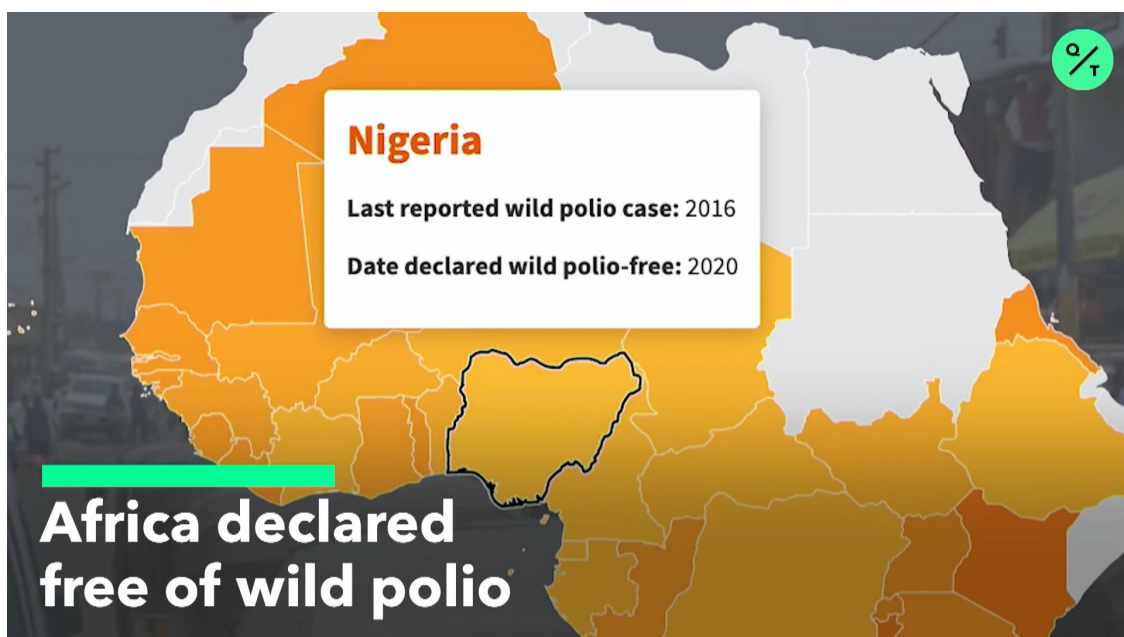 Q/T
Nigeria
Last reported wild polio case: 2016
Date declared wild polio-free: 2020
Africa declared
free of wild polio